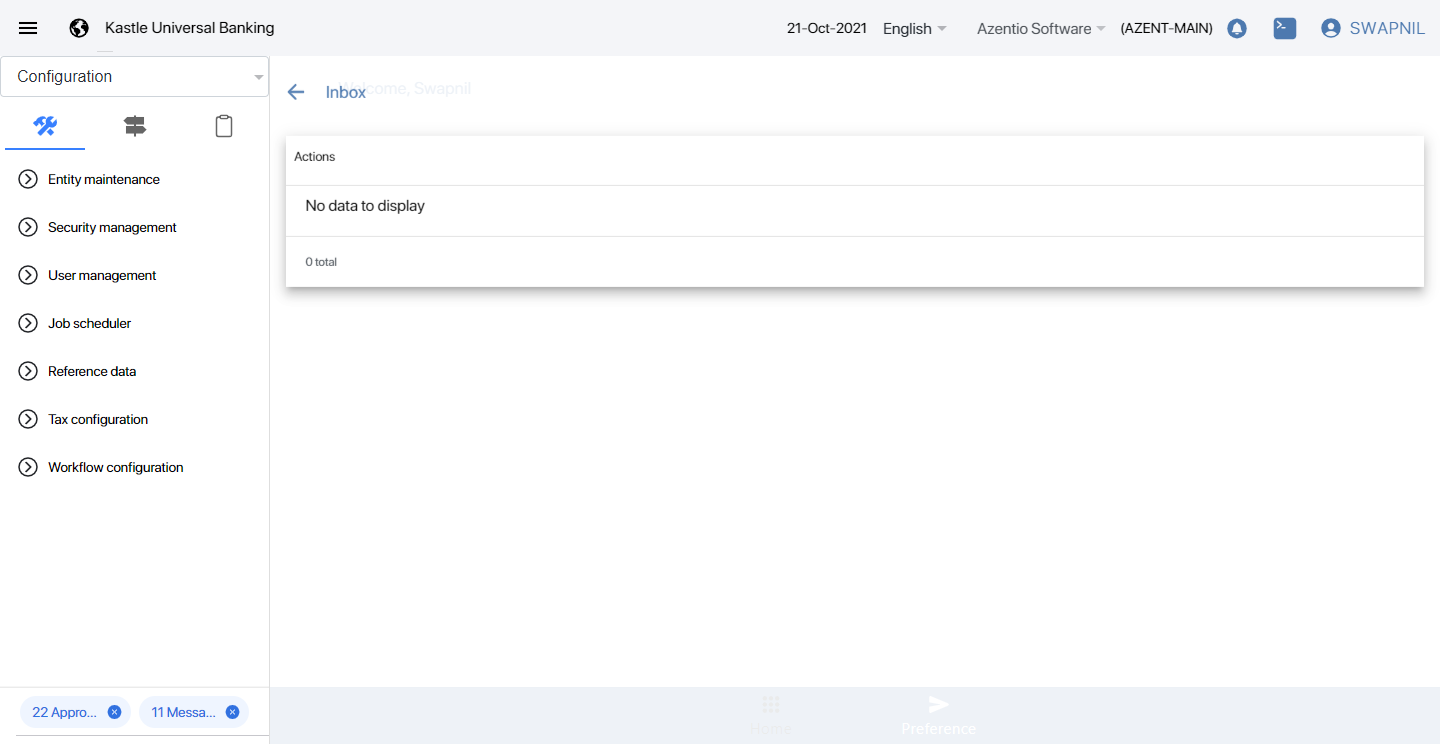 Kastle Universal Banking
21-Oct-2021 English Azentio Software (AZENT-MAIN) SWAPNIL
Configuration
Welcome, Swapnil
Inbox
Actions
No data to display
0 total
Entity maintenance
Security management
User management
Job scheduler
Reference data
Tax configuration
Workflow configuration
22 Appro...
11 Messa...
Home
Preference